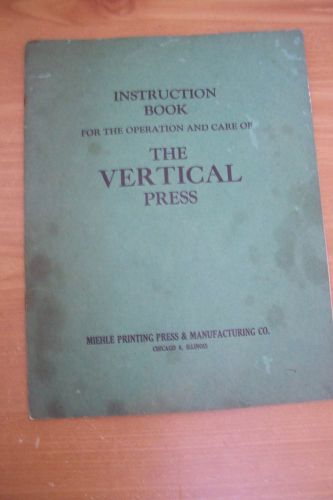 INSTRUCTION
BOOK
FOR THE OPERATION AND CARE OF
THE
VERTICAL
PRESS
MIEHLE PRINTING PRESS & MANUFACTURING CO.
CHICAGO 8, ILLINOIS